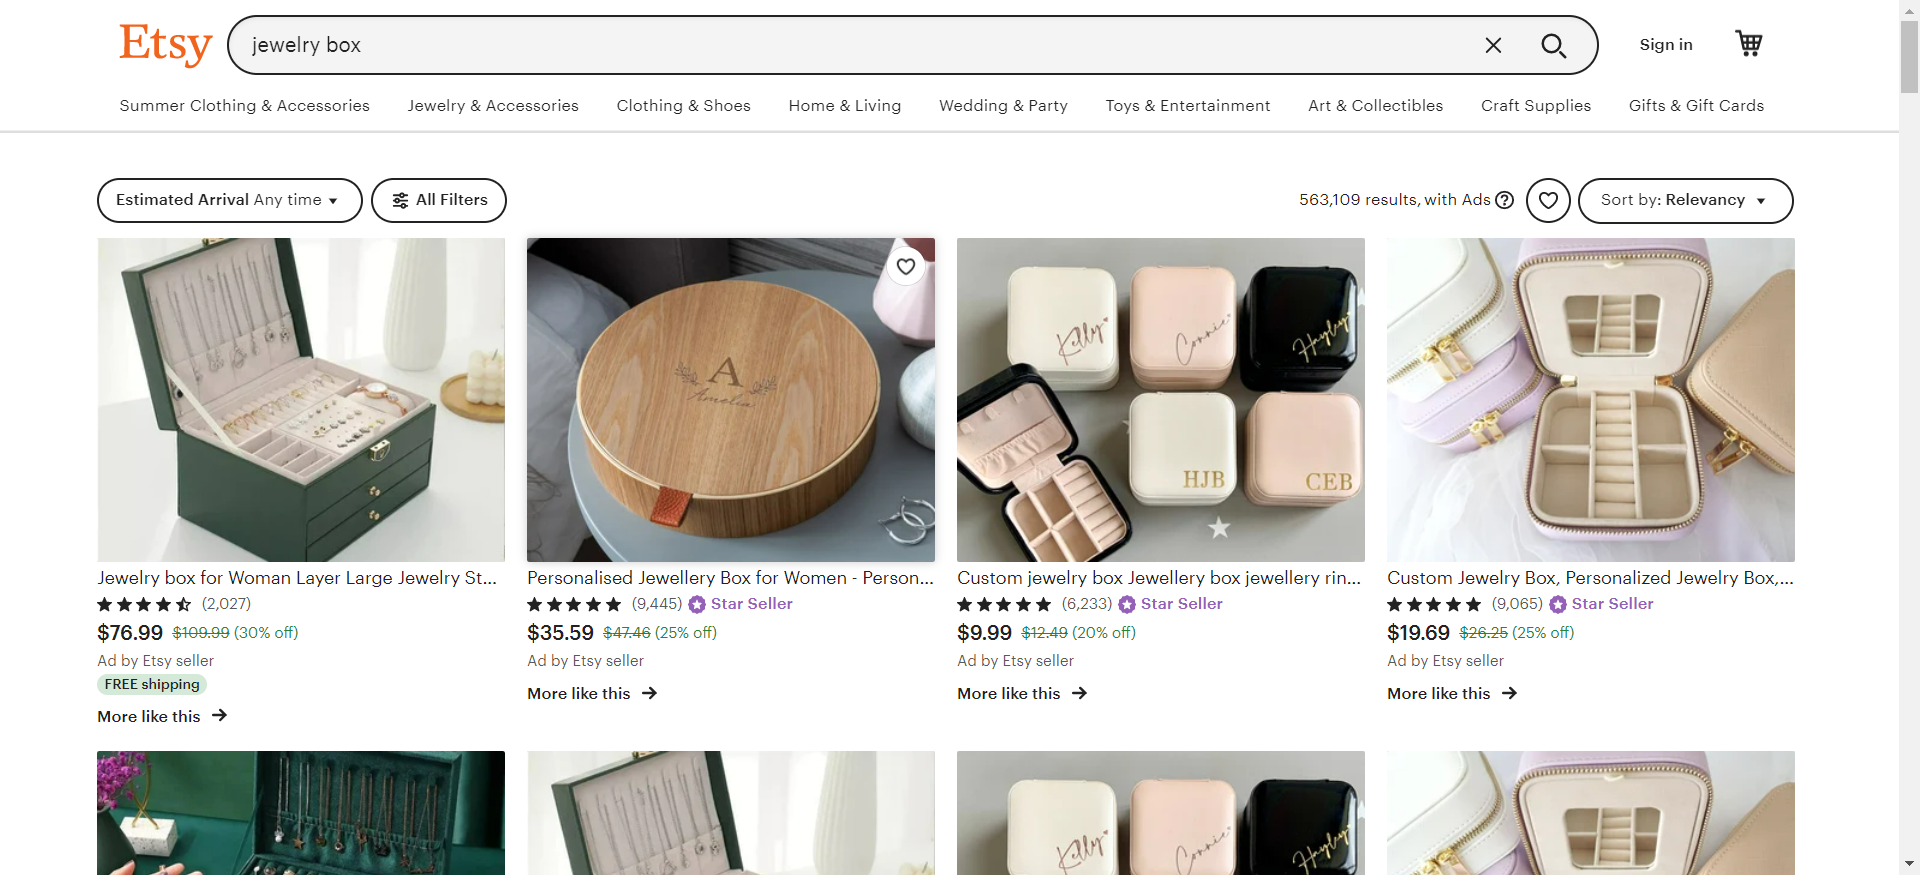 Etsy
jewelry box
Sign in
Summer Clothing & Accessories
Jewelry & Accessories
Clothing & Shoes
Home & Living
Wedding & Party
Toys & Entertainment
Art & Collectibles
Craft Supplies
Gifts & Gift Cards
Estimated Arrival Any time
All Filters
563,109 results, with Ads
Sort by: Relevancy
A
Amelia
Kelly
Connie
Hayley
HJB
CEB
Jewelry box for Woman Layer Large Jewelry St...
(2,027)
$76.99 $109.99 (30% off)
Ad by Etsy seller
FREE shipping
More like this
Personalised Jewellery Box for Women - Person...
(9,445) Star Seller
$35.59 $47.46 (25% off)
Ad by Etsy seller
More like this
Custom jewelry box Jewellery box jewellery rin...
(6,233) Star Seller
$9.99 $12.49 (20% off)
Ad by Etsy seller
More like this
Custom Jewelry Box, Personalized Jewelry Box,...
(9,065) Star Seller
$19.69 $26.25 (25% off)
Ad by Etsy seller
More like this
Kelly
Connie
Hayley